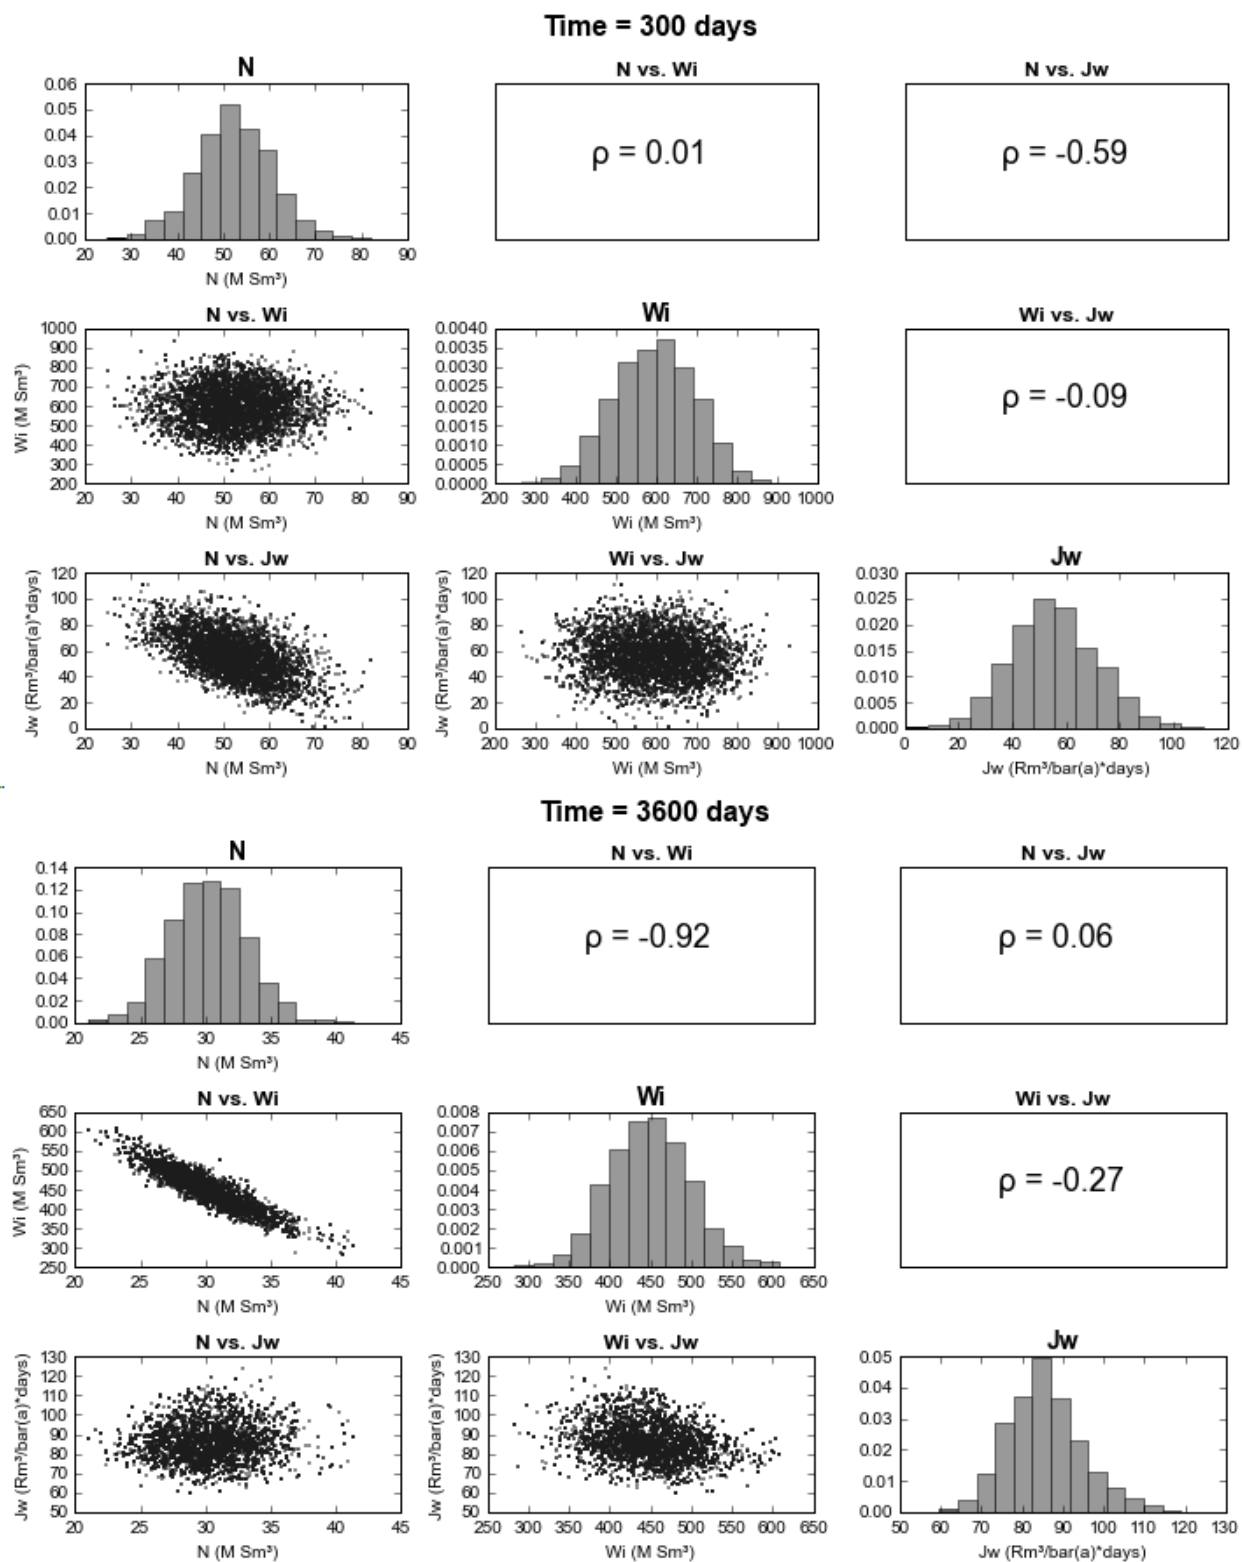 Time = 300 days
N
N vs. Wi
N vs. Jw
0.06
0.05
0.04
0.03
0.02
0.01
0.00
20 30 40 50 60 70 80 90
N (M Sm³)
ρ = 0.01
ρ = -0.59
N vs. Wi
Wi
Wi vs. Jw
Wi (M Sm³)
1000
900
800
700
600
500
400
300
200
20 30 40 50 60 70 80 90
N (M Sm³)
0.0040
0.0035
0.0030
0.0025
0.0020
0.0015
0.0010
0.0005
0.0000
200 300 400 500 600 700 800 900 1000
Wi (M Sm³)
ρ = -0.09
N vs. Jw
Wi vs. Jw
Jw
Jw (Rm³/bar(a)*days)
120
100
80
60
40
20
0
20 30 40 50 60 70 80 90
N (M Sm³)
Jw (Rm³/bar(a)*days)
120
100
80
60
40
20
0
200 300 400 500 600 700 800 900 1000
Wi (M Sm³)
0.030
0.025
0.020
0.015
0.010
0.005
0.000
0 20 40 60 80 100 120
Jw (Rm³/bar(a)*days)
Time = 3600 days
N
N vs. Wi
N vs. Jw
0.14
0.12
0.10
0.08
0.06
0.04
0.02
0.00
20 25 30 35 40 45
N (M Sm³)
ρ = -0.92
ρ = 0.06
N vs. Wi
Wi
Wi vs. Jw
Wi (M Sm³)
650
600
550
500
450
400
350
300
250
20 25 30 35 40 45
N (M Sm³)
0.008
0.007
0.006
0.005
0.004
0.003
0.002
0.001
0.000
250 300 350 400 450 500 550 600 650
Wi (M Sm³)
ρ = -0.27
N vs. Jw
Wi vs. Jw
Jw
Jw (Rm³/bar(a)*days)
130
120
110
100
90
80
70
60
50
20 25 30 35 40 45
N (M Sm³)
Jw (Rm³/bar(a)*days)
130
120
110
100
90
80
70
60
50
250 300 350 400 450 500 550 600 650
Wi (M Sm³)
0.05
0.04
0.03
0.02
0.01
0.00
50 60 70 80 90 100 110 120 130
Jw (Rm³/bar(a)*days)